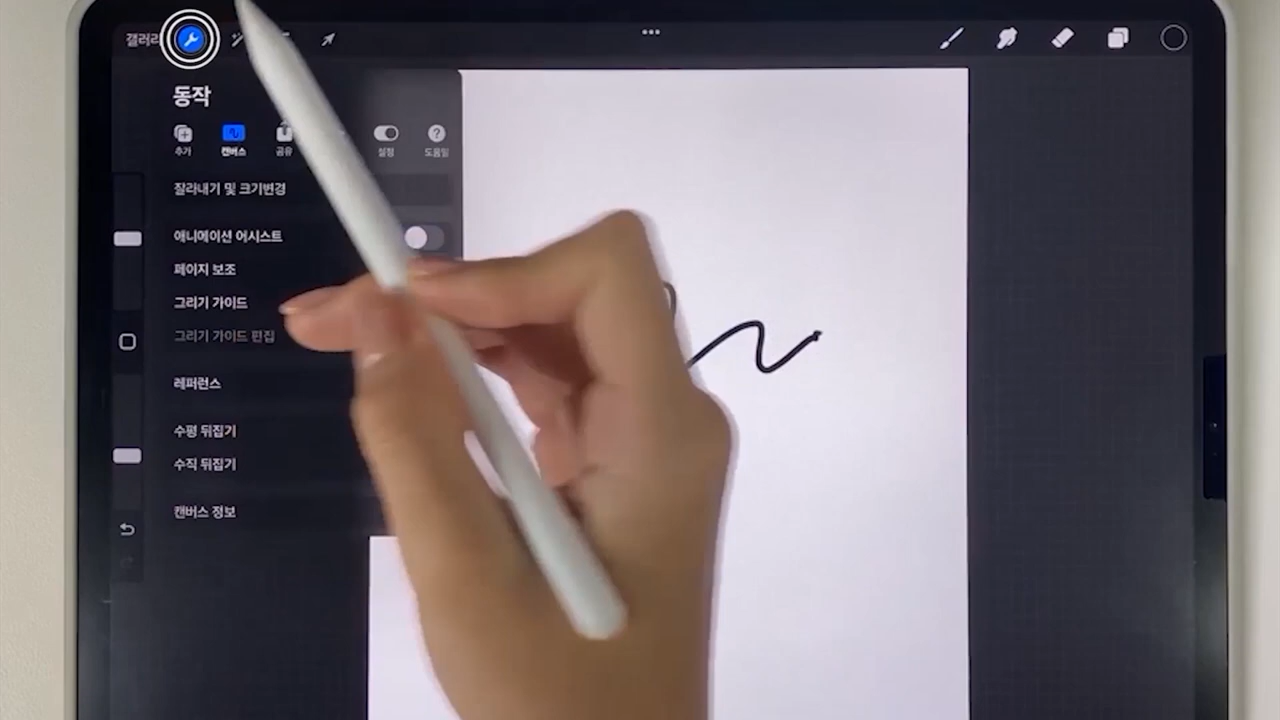 갤러리
동작
추가 캔버스 공유 설정 도움말
잘라내기 및 크기변경
애니메이션 어시스트
페이지 보조
그리기 가이드
그리기 가이드 편집
레퍼런스
수평 뒤집기
수직 뒤집기
캔버스 정보